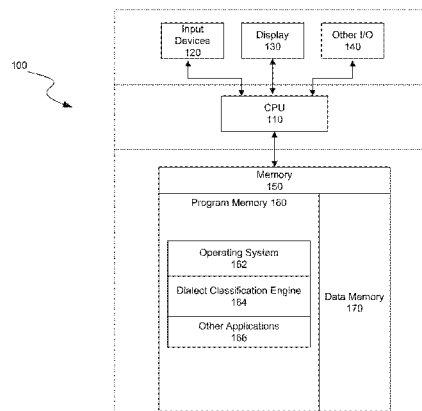 Input
Devices
120
Display
130
Other I/O
140
100
CPU
110
Memory
150
Program Memory 160
Operating System
162
Dialect Classification Engine
164
Other Applications
166
Data Memory
170